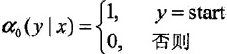 α₀(y|x) = {1, y = start
0, 否则